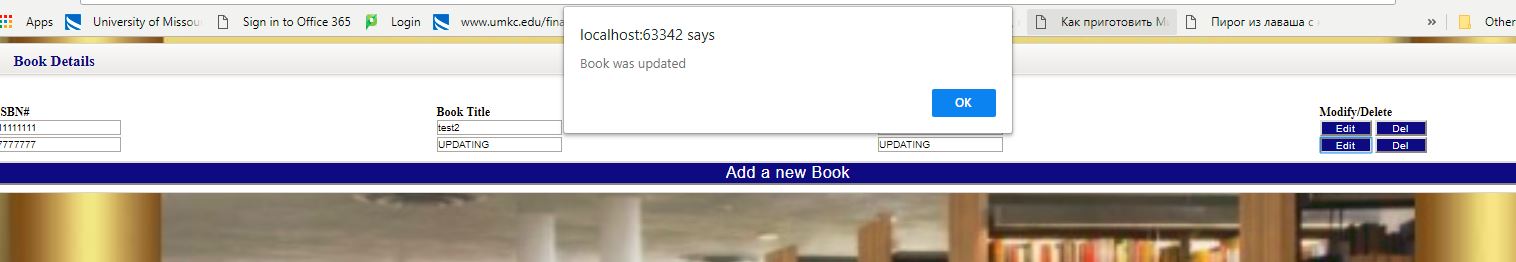 Apps University of Missou Sign in to Office 365 Login www.umkc.edu/fina Как приготовить Ми Пирог из лаваша с » Other
localhost:63342 says
Book was updated
OK
Book Details
SBN# Book Title Modify/Delete
11111111 test2 Edit Del
7777777 UPDATING UPDATING Edit Del
Add a new Book